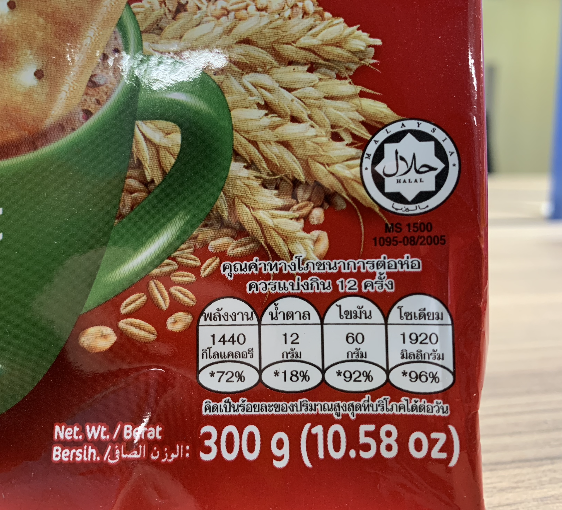 MALAYSIA
حلال
HALAL
ماليزيا
MS 1500
1095-08/2005
คุณค่าทางโภชนาการต่อห่อ
ควรแบ่งกิน 12 ครั้ง
พลังงาน น้ำตาล ไขมัน โซเดียม
1440 12 60 1920
กิโลแคลอรี กรัม กรัม มิลลิกรัม
*72% *18% *92% *96%
คิดเป็นร้อยละของปริมาณสูงสุดที่บริโภคได้ต่อวัน
Net. Wt. / Berat
Bersih. /الوزن الصافي:
300 g (10.58 oz)